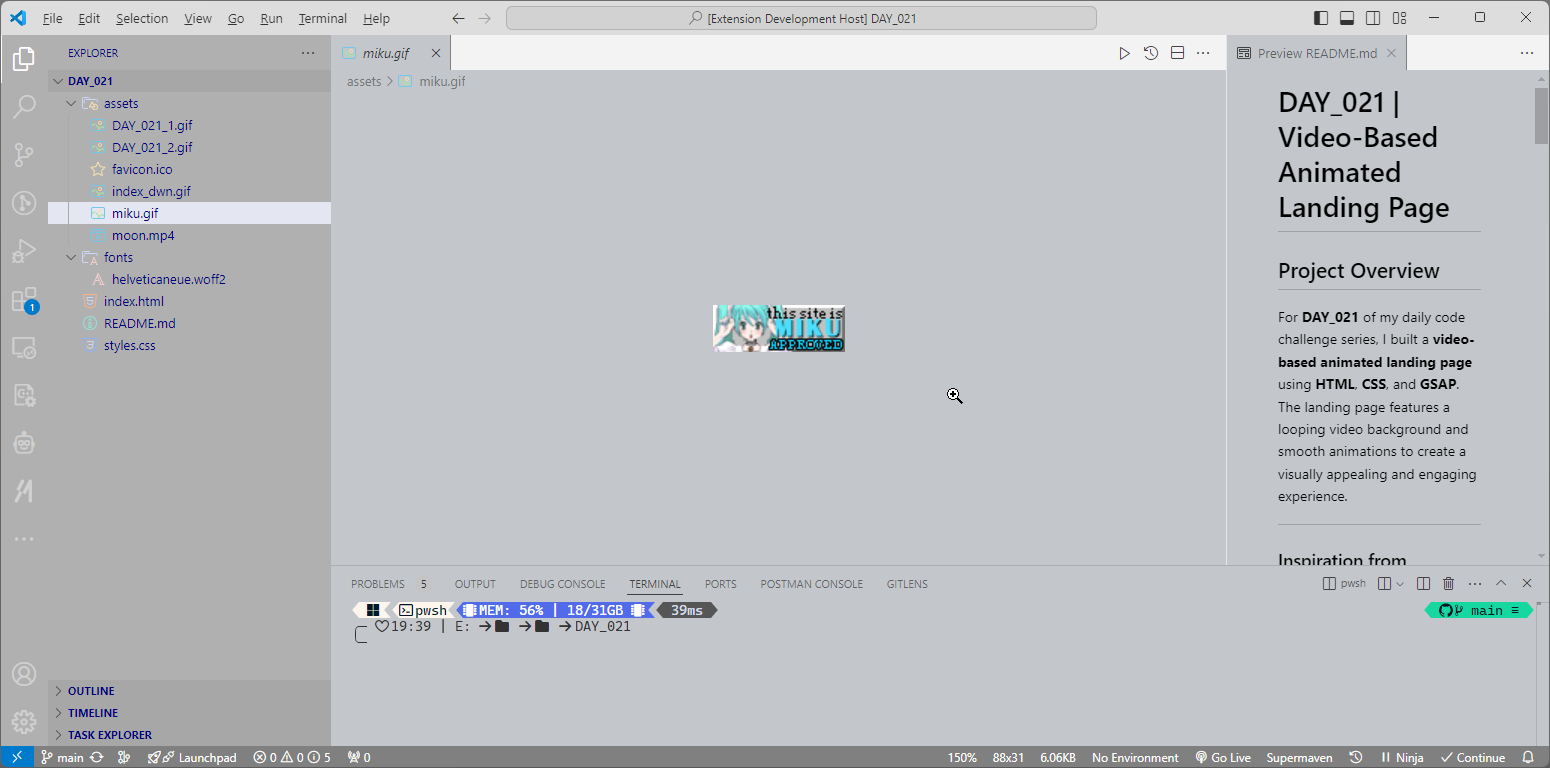 File Edit Selection View Go Run Terminal Help
[Extension Development Host] DAY_021
EXPLORER
DAY_021
assets
DAY_021_1.gif
DAY_021_2.gif
favicon.ico
index_dwn.gif
miku.gif
moon.mp4
fonts
helveticaneue.woff2
index.html
README.md
styles.css
1
OUTLINE
TIMELINE
TASK EXPLORER
miku.gif
assets > miku.gif
this site is
MIKU
APPROVED
Preview README.md
DAY_021 |
Video-Based
Animated
Landing Page
Project Overview
For DAY_021 of my daily code
challenge series, I built a video-
based animated landing page
using HTML, CSS, and GSAP.
The landing page features a
looping video background and
smooth animations to create a
visually appealing and engaging
experience.
Inspiration from
PROBLEMS 5 OUTPUT DEBUG CONSOLE TERMINAL PORTS POSTMAN CONSOLE GITLENS
pwsh
pwsh MEM: 56% | 18/31GB 39ms
main ≡
19:39 | E: → → → DAY_021
main Launchpad 0 0 5 0
150% 88x31 6.06KB No Environment Go Live Supermaven Ninja Continue